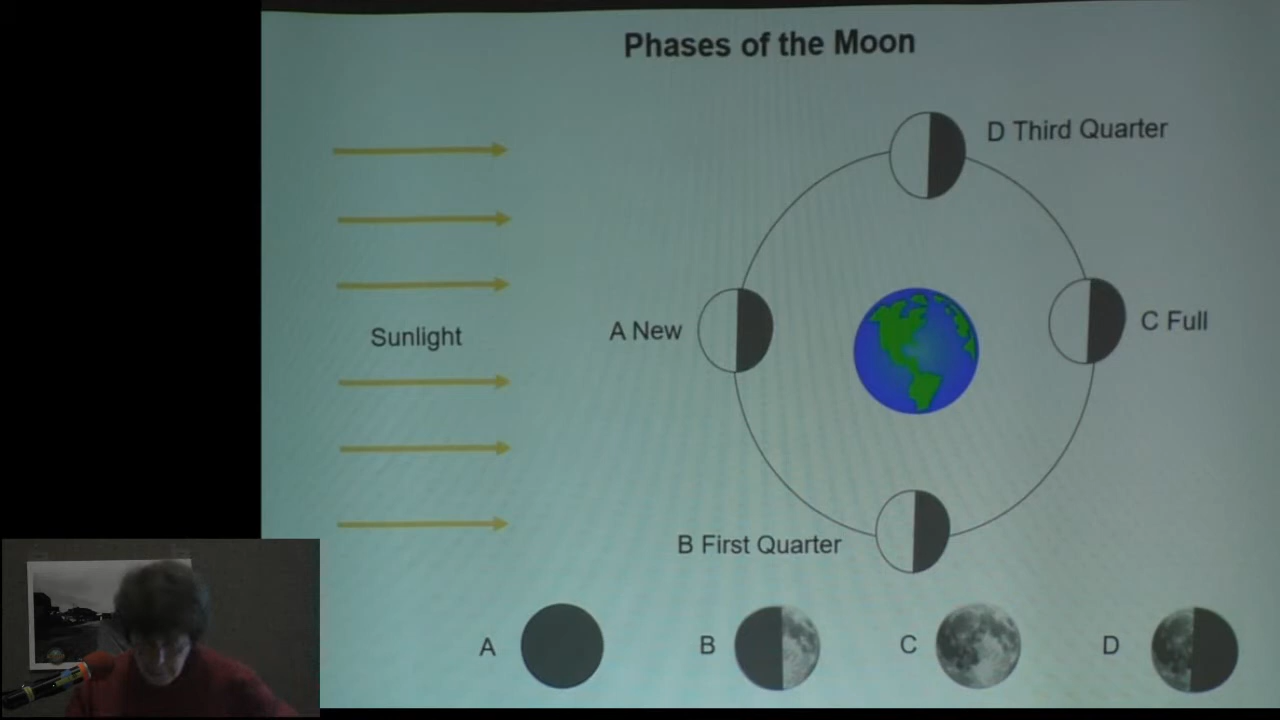 Phases of the Moon
D Third Quarter
Sunlight
A New
C Full
B First Quarter
A
B
C
D